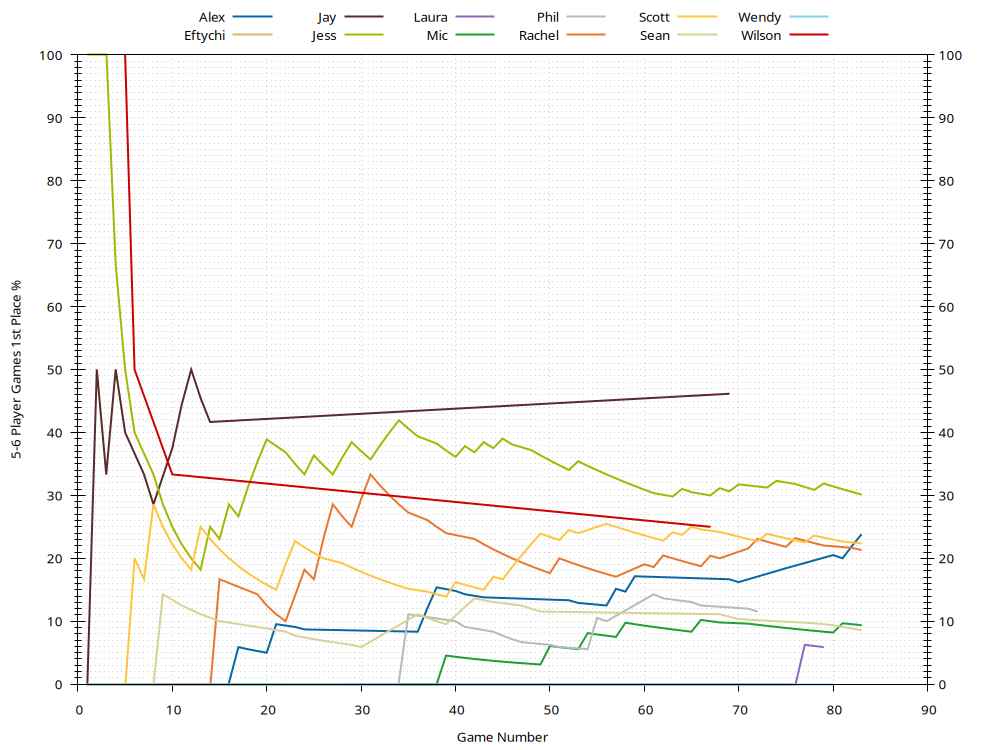 Alex Jay Laura Phil Scott Wendy
Eftychi Jess Mic Rachel Sean Wilson
100 100
90 90
80 80
70 70
60 60
50 50
40 40
30 30
20 20
10 10
0 0
0 10 20 30 40 50 60 70 80 90
5-6 Player Games 1st Place %
Game Number